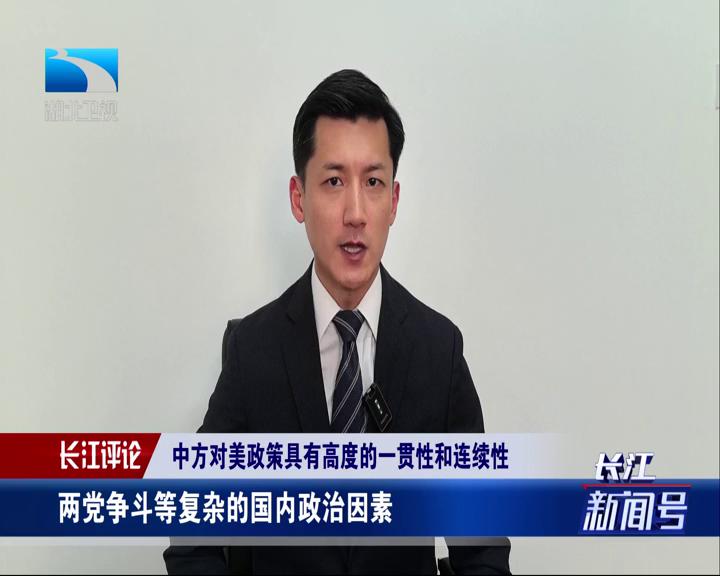 湖北卫视
长江评论
中方对美政策具有高度的一贯性和连续性
两党争斗等复杂的国内政治因素
长江
新闻号